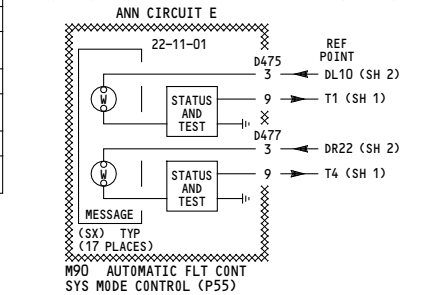 ANN CIRCUIT E
22-11-01
REF
POINT
D475
3 DL10 (SH 2)
W
STATUS
AND
TEST
9 T1 (SH 1)
D477
3 DR22 (SH 2)
W
STATUS
AND
TEST
9 T4 (SH 1)
MESSAGE
(SX) TYP
(17 PLACES)
M90 AUTOMATIC FLT CONT
SYS MODE CONTROL (P55)